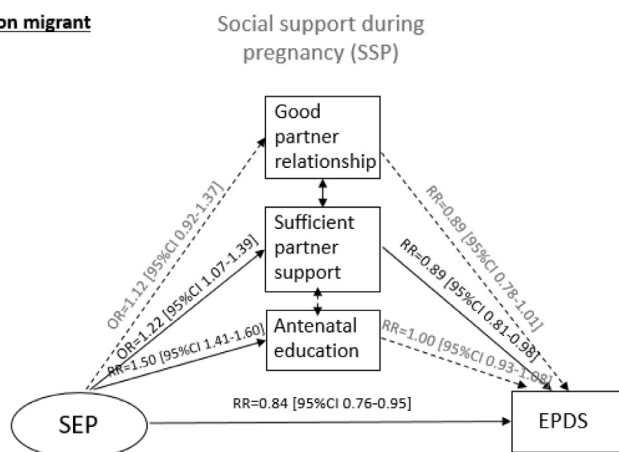 on migrant
Social support during
pregnancy (SSP)
Good
partner
relationship
OR=1.12 [95%CI 0.92-1.37]
RR=0.89 [95%CI 0.78-1.01]
Sufficient
partner
support
OR=1.22 [95%CI 1.07-1.39]
RR=0.89 [95%CI 0.81-0.98]
Antenatal
education
RR=1.50 [95%CI 1.41-1.60]
RR=1.00 [95%CI 0.93-1.08]
RR=0.84 [95%CI 0.76-0.95]
SEP
EPDS